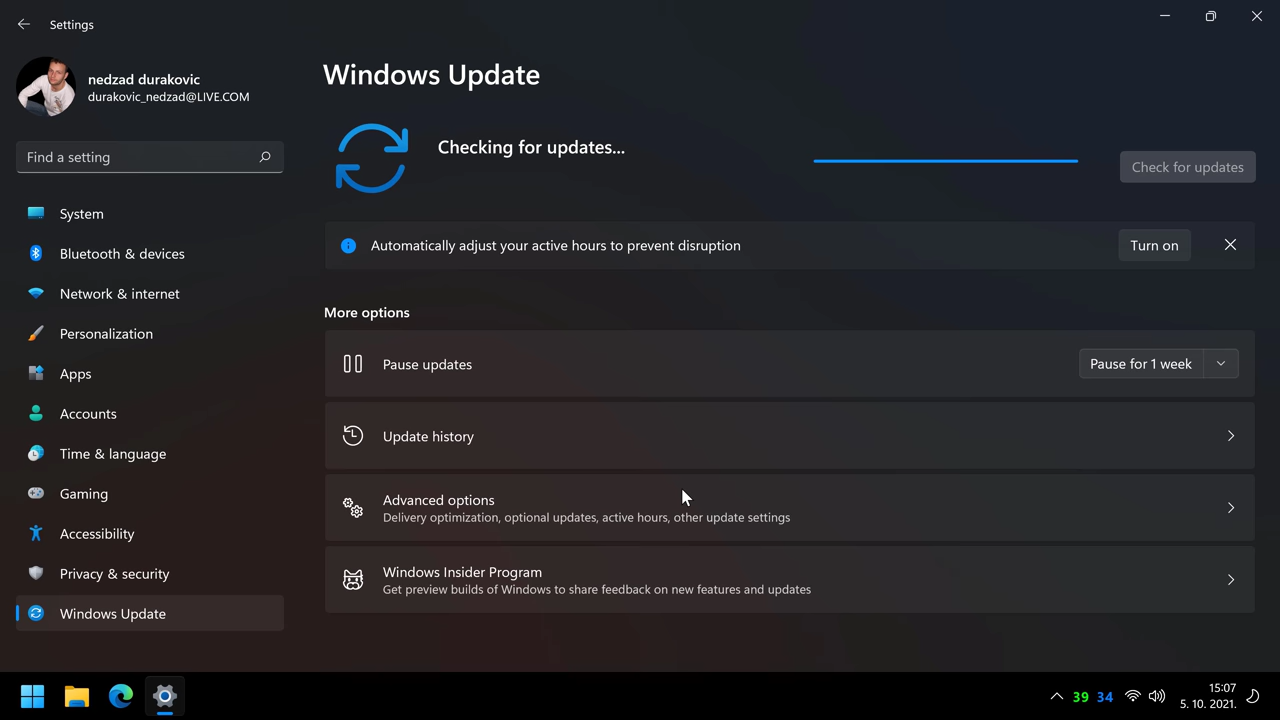 Settings
nedzad durakovic
durakovic_nedzad@LIVE.COM
Find a setting
System
Bluetooth & devices
Network & internet
Personalization
Apps
Accounts
Time & language
Gaming
Accessibility
Privacy & security
Windows Update
Windows Update
Checking for updates...
Check for updates
Automatically adjust your active hours to prevent disruption
Turn on
More options
Pause updates
Pause for 1 week
Update history
Advanced options
Delivery optimization, optional updates, active hours, other update settings
Windows Insider Program
Get preview builds of Windows to share feedback on new features and updates
39 34
15:07
5. 10. 2021.